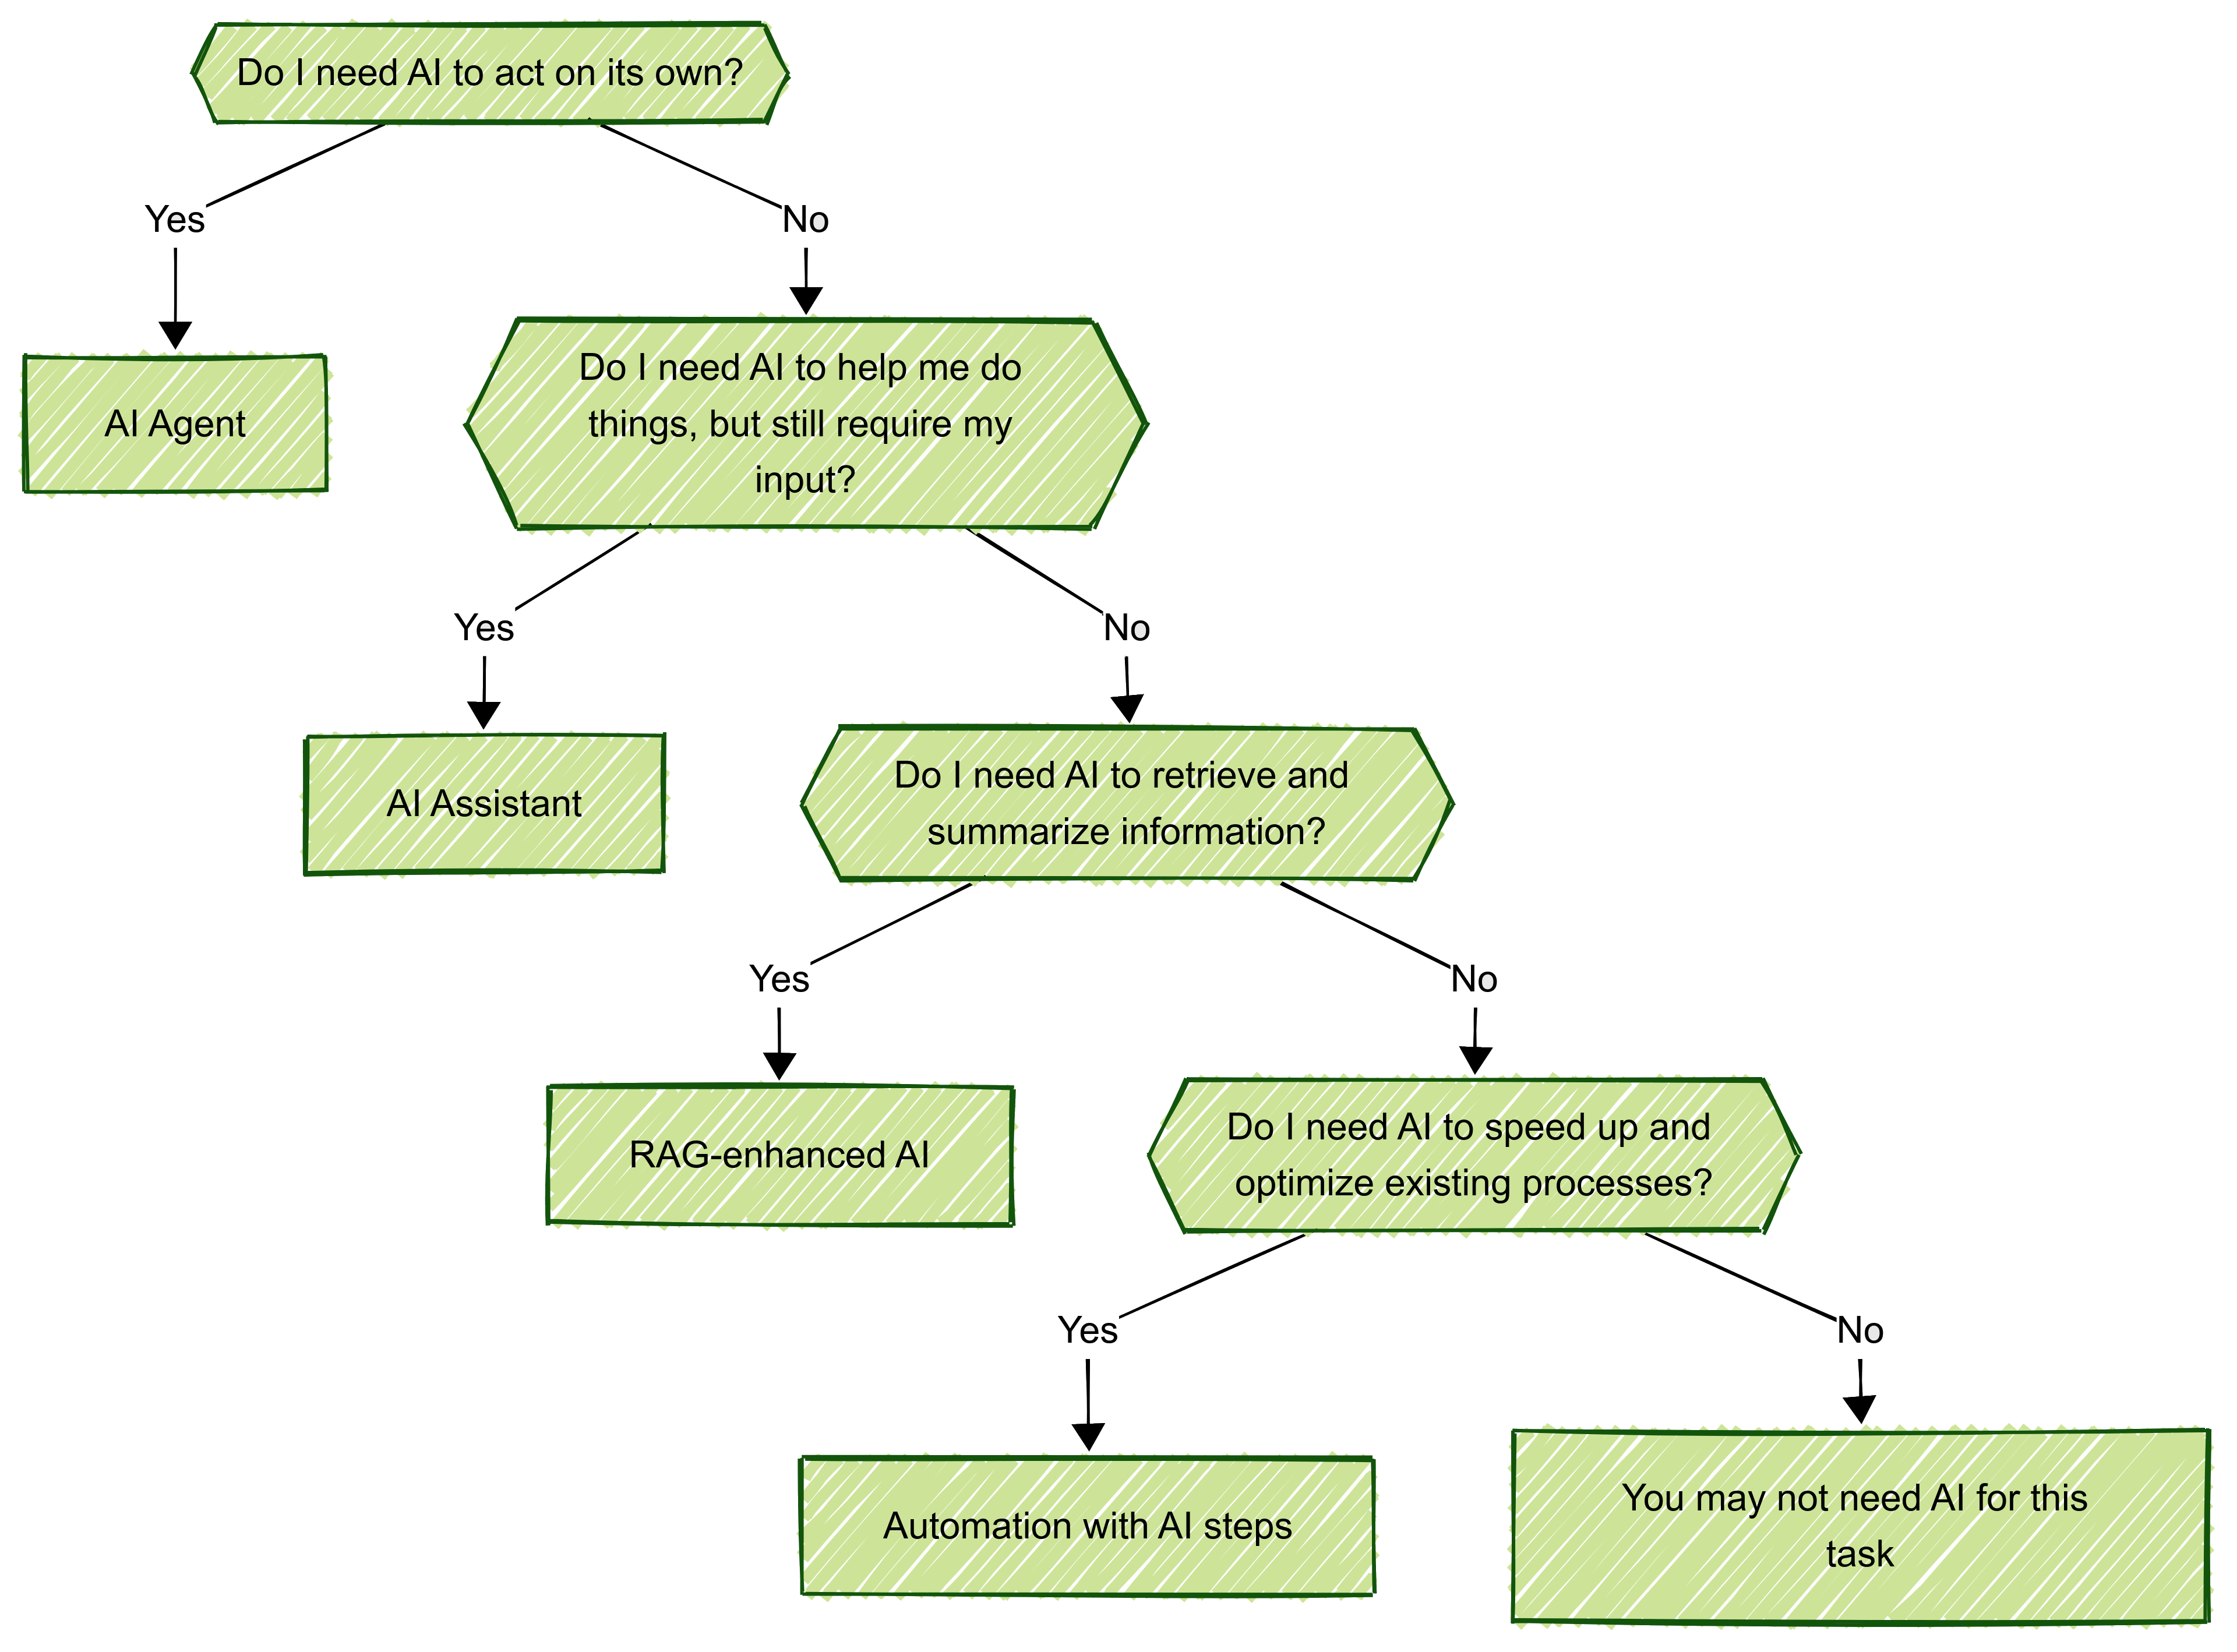 Do I need AI to act on its own?
Yes
No
AI Agent
Do I need AI to help me do
things, but still require my
input?
Yes
No
AI Assistant
Do I need AI to retrieve and
summarize information?
Yes
No
RAG-enhanced AI
Do I need AI to speed up and
optimize existing processes?
Yes
No
Automation with AI steps
You may not need AI for this
task